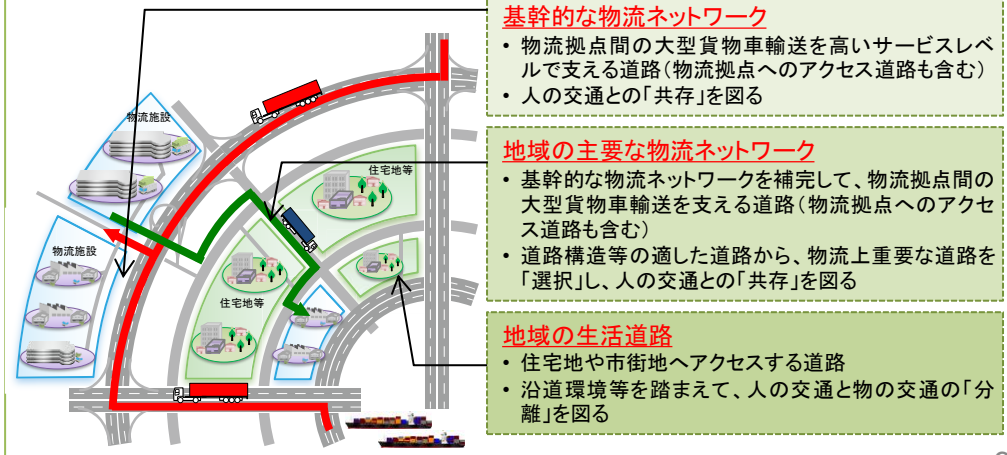 基幹的な物流ネットワーク
• 物流拠点間の大型貨物車輸送を高いサービスレベ
ルで支える道路(物流拠点へのアクセス道路も含む)
• 人の交通との「共存」を図る
地域の主要な物流ネットワーク
• 基幹的な物流ネットワークを補完して、物流拠点間の
大型貨物車輸送を支える道路(物流拠点へのアクセ
ス道路も含む)
• 道路構造等の適した道路から、物流上重要な道路を
「選択」し、人の交通との「共存」を図る
地域の生活道路
• 住宅地や市街地へアクセスする道路
• 沿道環境等を踏まえて、人の交通と物の交通の「分
離」を図る
物流施設
住宅地等
物流施設
住宅地等